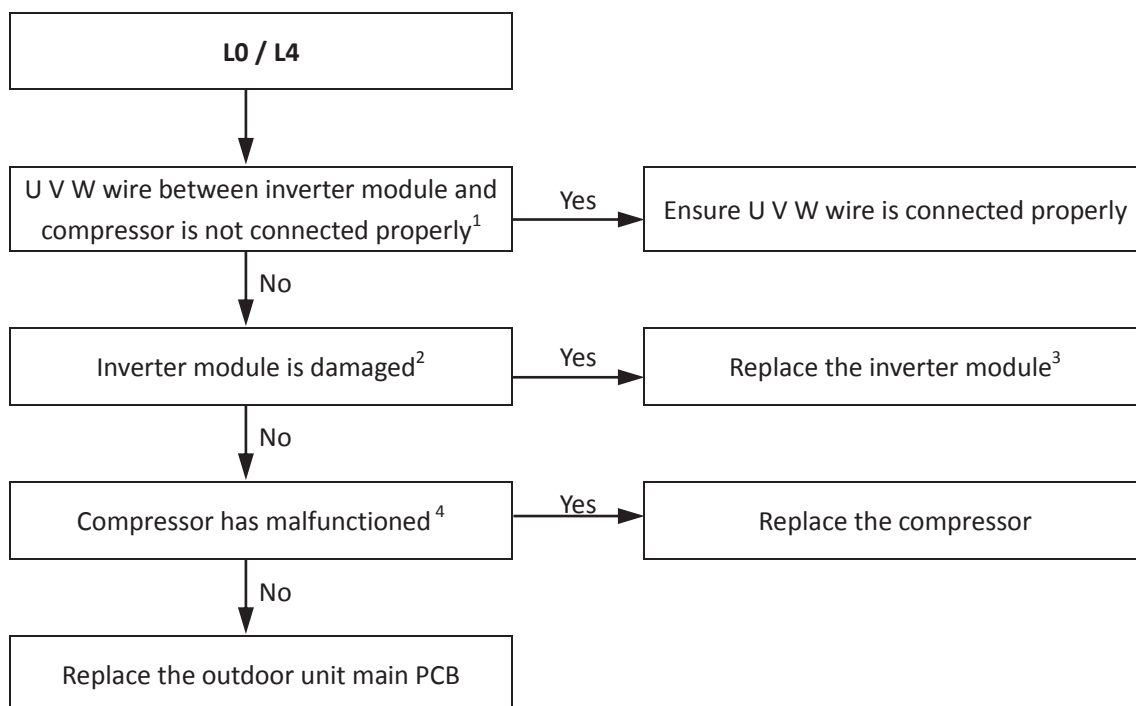 L0 / L4
U V W wire between inverter module and
compressor is not connected properly1
Yes
Ensure U V W wire is connected properly
No
Inverter module is damaged2
Yes
Replace the inverter module3
No
Compressor has malfunctioned 4
Yes
Replace the compressor
No
Replace the outdoor unit main PCB